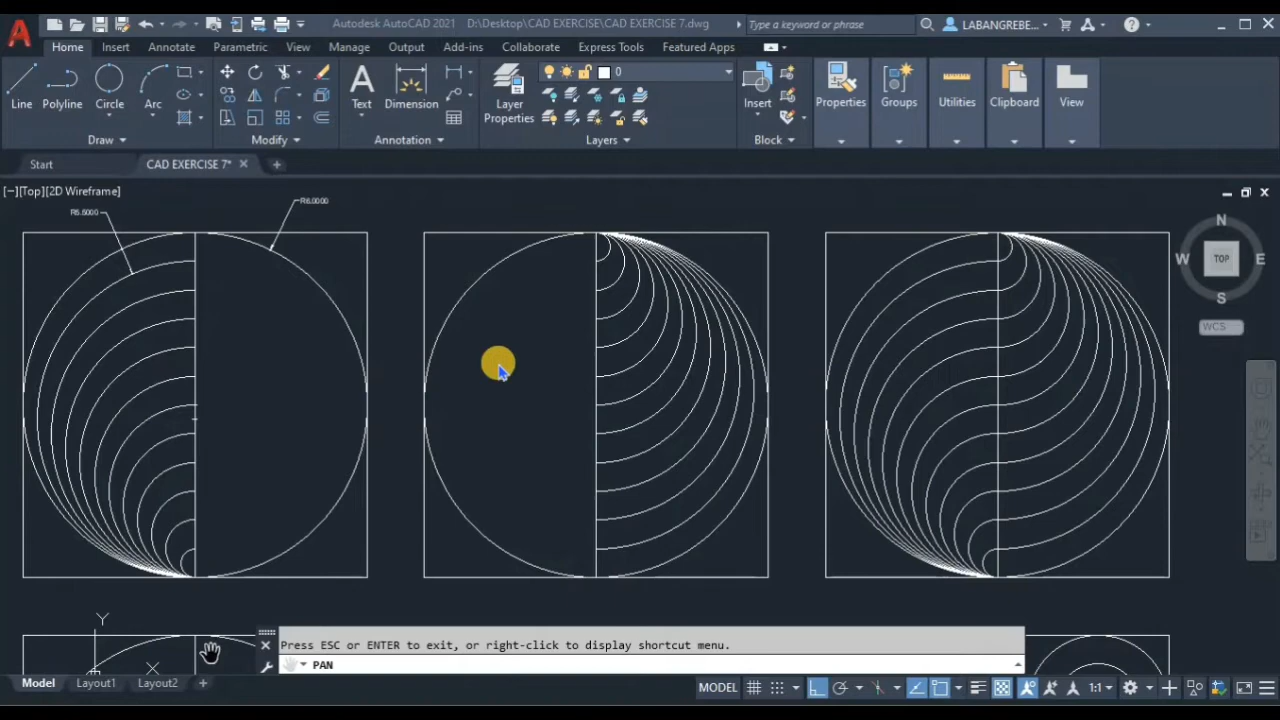 Autodesk AutoCAD 2021 D:\Desktop\CAD EXERCISE\CAD EXERCISE 7.dwg
Type a keyword or phrase
LABANGREBE...
Home Insert Annotate Parametric View Manage Output Add-ins Collaborate Express Tools Featured Apps
0
Line Polyline Circle Arc Text Dimension Layer Properties Insert Properties Groups Utilities Clipboard View
Draw Modify Annotation Layers Block
Start CAD EXERCISE 7*
[−][Top][2D Wireframe]
R5.5000
R6.0000
N
W TOP E
S
WCS
Y
X
Press ESC or ENTER to exit, or right-click to display shortcut menu.
PAN
Model Layout1 Layout2
MODEL 1:1